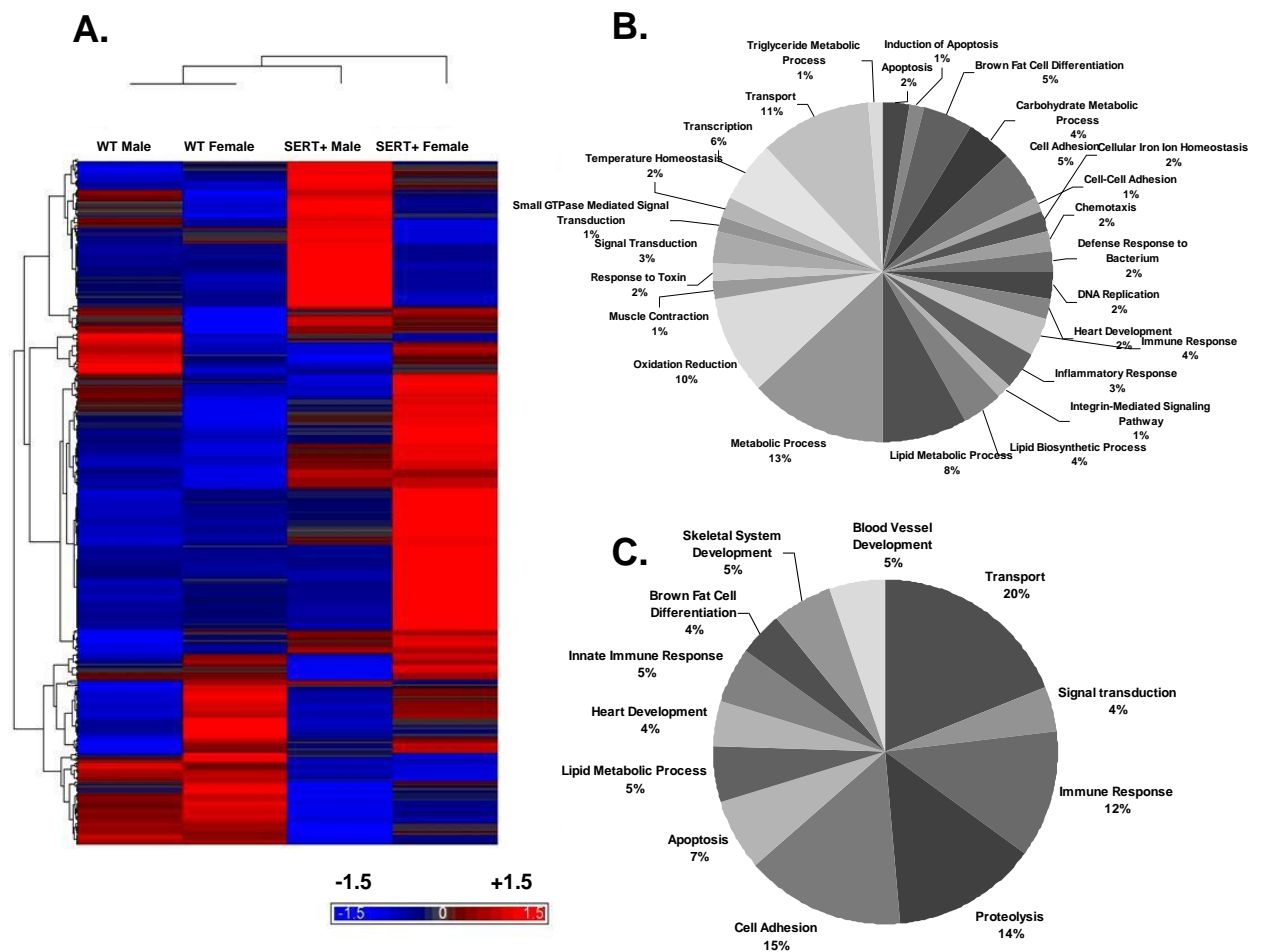 A.
WT Male WT Female SERT+ Male SERT+ Female
-1.5 +1.5
-1.5 0 1.5
B.
Triglyceride Metabolic
Process
1%
Apoptosis
2%
Induction of Apoptosis
1%
Brown Fat Cell Differentiation
5%
Carbohydrate Metabolic
Process
4%
Cell Adhesion
5%
Cellular Iron Ion Homeostasis
2%
Cell-Cell Adhesion
1%
Chemotaxis
2%
Defense Response to
Bacterium
2%
DNA Replication
2%
Heart Development
2%
Immune Response
4%
Inflammatory Response
3%
Integrin-Mediated Signaling
Pathway
1%
Lipid Biosynthetic Process
4%
Lipid Metabolic Process
8%
Metabolic Process
13%
Oxidation Reduction
10%
Muscle Contraction
1%
Response to Toxin
2%
Signal Transduction
3%
Small GTPase Mediated Signal
Transduction
1%
Temperature Homeostasis
2%
Transcription
6%
Transport
11%
C.
Blood Vessel
Development
5%
Transport
20%
Signal transduction
4%
Immune Response
12%
Proteolysis
14%
Cell Adhesion
15%
Apoptosis
7%
Lipid Metabolic Process
5%
Heart Development
4%
Innate Immune Response
5%
Brown Fat Cell
Differentiation
4%
Skeletal System
Development
5%